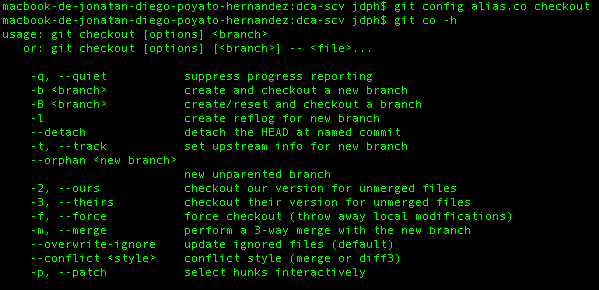 macbook-de-jonatan-diego-poyato-hernandez:dca-scv jdph$ git config alias.co checkout
macbook-de-jonatan-diego-poyato-hernandez:dca-scv jdph$ git co -h
usage: git checkout [options] <branch>
   or: git checkout [options] [<branch>] -- <file>...

    -q, --quiet           suppress progress reporting
    -b <branch>           create and checkout a new branch
    -B <branch>           create/reset and checkout a branch
    -l                    create reflog for new branch
    --detach              detach the HEAD at named commit
    -t, --track           set upstream info for new branch
    --orphan <new branch>
                          new unparented branch
    -2, --ours            checkout our version for unmerged files
    -3, --theirs          checkout their version for unmerged files
    -f, --force           force checkout (throw away local modifications)
    -m, --merge           perform a 3-way merge with the new branch
    --overwrite-ignore    update ignored files (default)
    --conflict <style>    conflict style (merge or diff3)
    -p, --patch           select hunks interactively